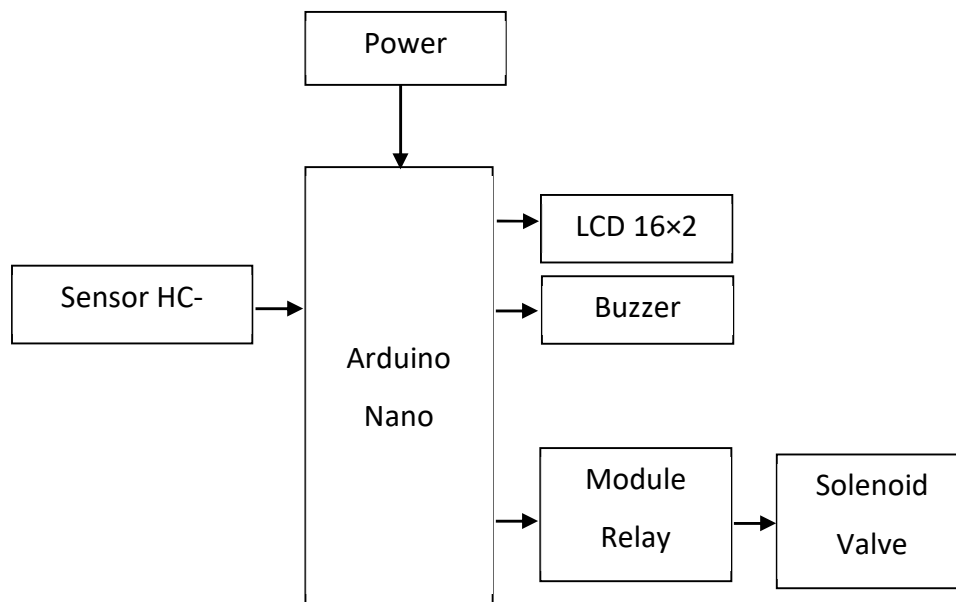 Power
LCD 16×2
Sensor HC-
Buzzer
Arduino
Nano
Module
Relay
Solenoid
Valve